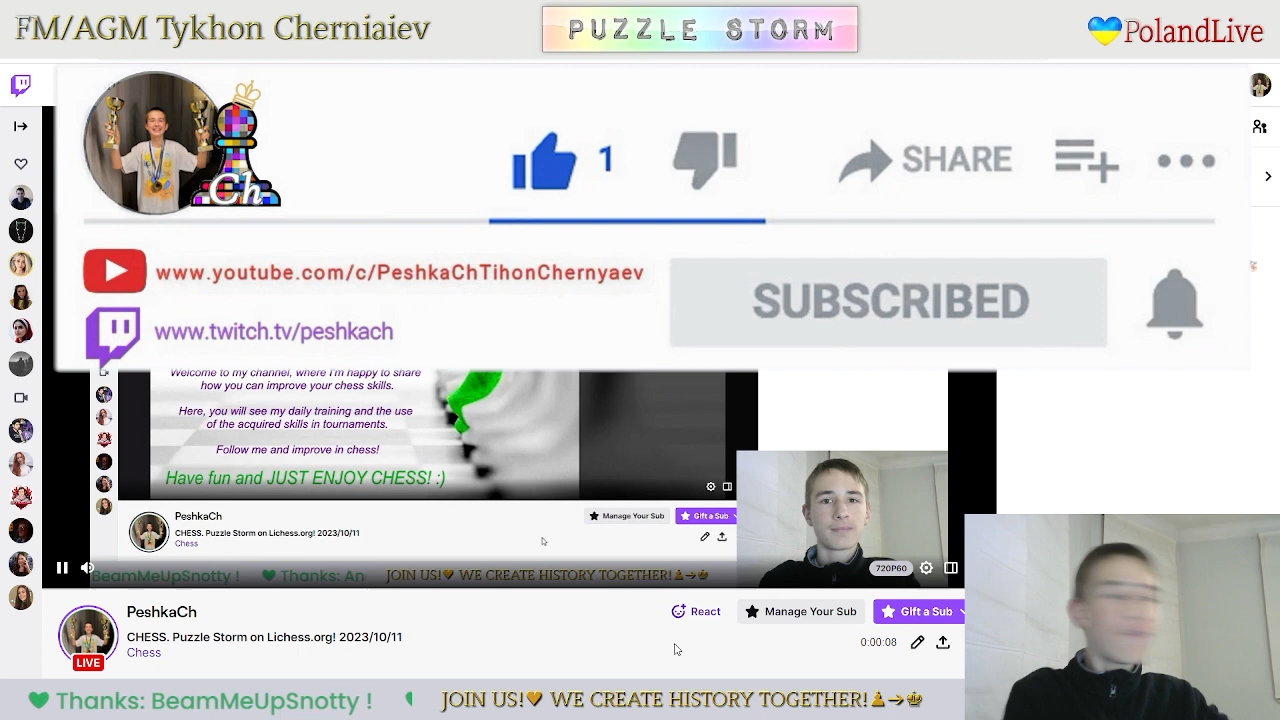 FM/AGM Tykhon Cherniaiev
PUZZLE STORM
PolandLive
Ch
1
SHARE
www.youtube.com/c/PeshkaChTihonChernyaev
SUBSCRIBED
www.twitch.tv/peshkach
Welcome to my channel, where I'm happy to share
how you can improve your chess skills.
Here, you will see my daily training and the use
of the acquired skills in tournaments.
Follow me and improve in chess!
Have fun and JUST ENJOY CHESS! :)
PeshkaCh
Manage Your Sub
Gift a Sub
CHESS. Puzzle Storm on Lichess.org! 2023/10/11
Chess
BeamMeUpSnotty !
Thanks: An
JOIN US! WE CREATE HISTORY TOGETHER!
720P60
PeshkaCh
React
Manage Your Sub
Gift a Sub
CHESS. Puzzle Storm on Lichess.org! 2023/10/11
0:00:08
Chess
LIVE
Thanks: BeamMeUpSnotty !
JOIN US! WE CREATE HISTORY TOGETHER!